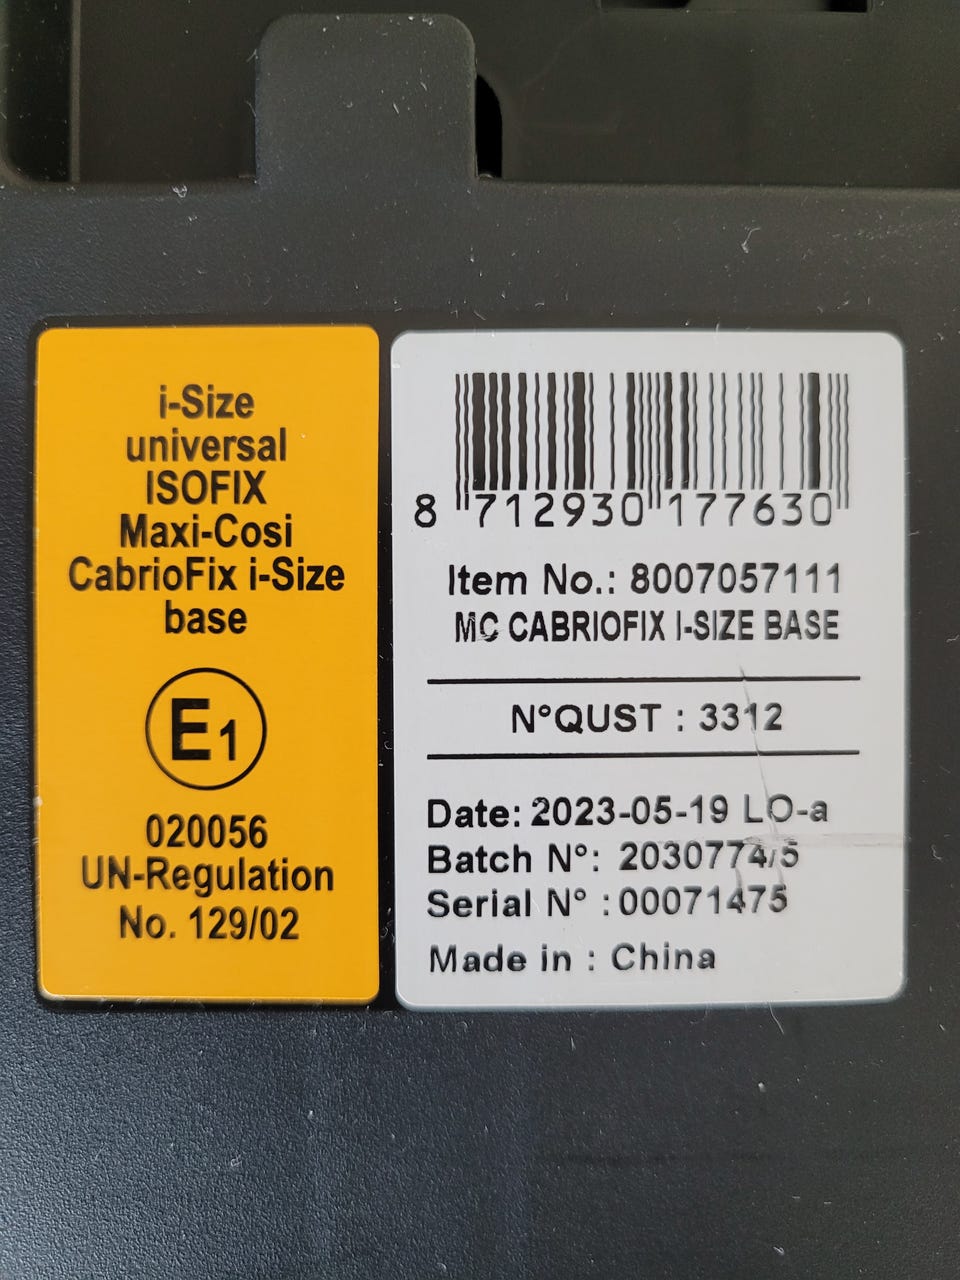 i-Size
universal
ISOFIX
Maxi-Cosi
CabrioFix i-Size
base
E1
020056
UN-Regulation
No. 129/02
8 712930 177630
Item No.: 8007057111
MC CABRIOFIX I-SIZE BASE
N°QUST : 3312
Date: 2023-05-19 LO-a
Batch N°: 2030774/5
Serial N° :00071475
Made in : China